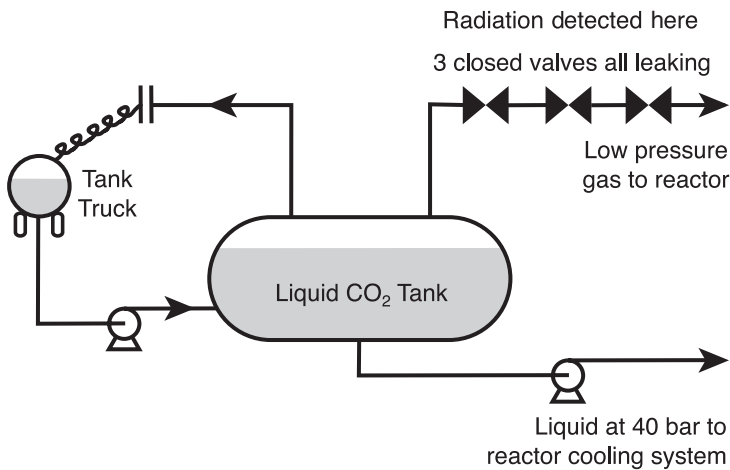 Radiation detected here
3 closed valves all leaking
Low pressure
gas to reactor
Tank
Truck
Liquid CO₂ Tank
Liquid at 40 bar to
reactor cooling system